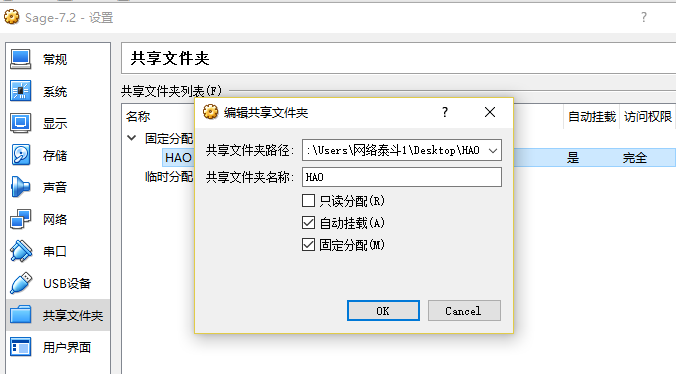 Sage-7.2 - 设置
?
常规
系统
显示
存储
声音
网络
串口
USB设备
共享文件夹
用户界面
共享文件夹
共享文件夹列表(F)
名称
自动挂载
访问权限
固定分配
HAO
是
完全
临时分配
编辑共享文件夹
?
共享文件夹路径:
:\Users\网络泰斗1\Desktop\HAO
共享文件夹名称:
HAO
只读分配(R)
自动挂载(A)
固定分配(M)
OK
Cancel